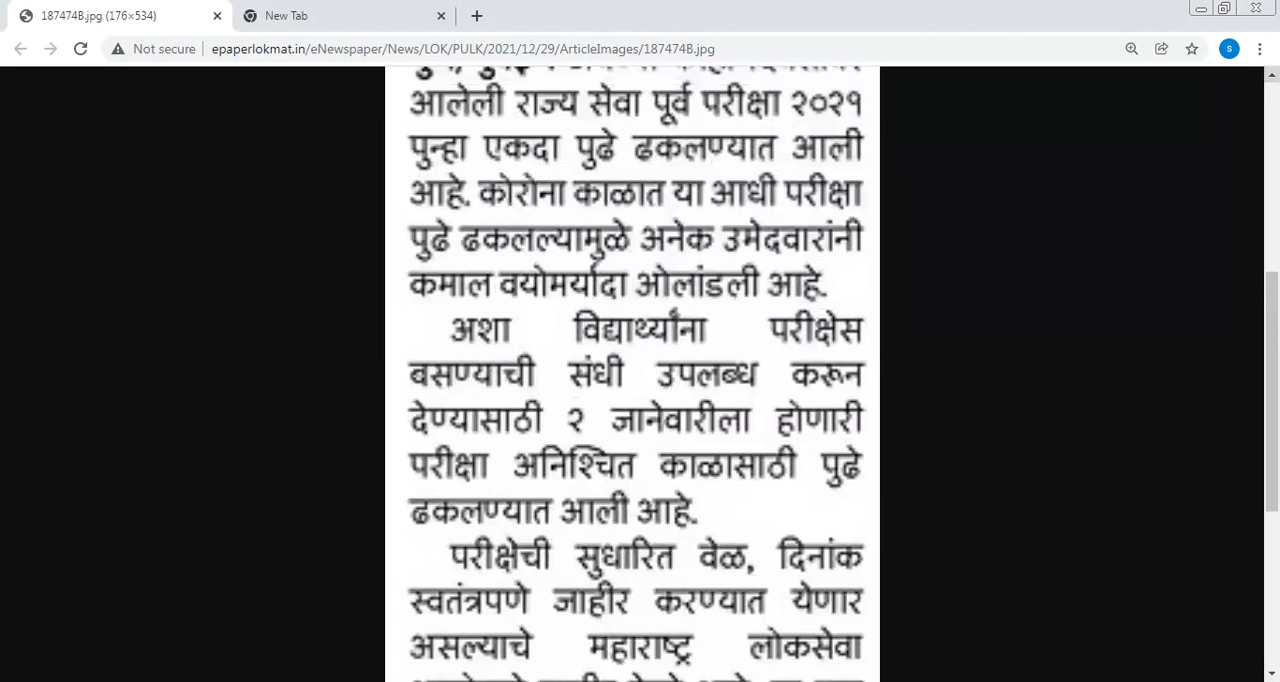 187474B.jpg (176×534)
New Tab
Not secure
epaperlokmat.in/eNewspaper/News/LOK/PULK/2021/12/29/ArticleImages/187474B.jpg
S
आलेली राज्य सेवा पूर्व परीक्षा २०२१
पुन्हा एकदा पुढे ढकलण्यात आली
आहे. कोरोना काळात या आधी परीक्षा
पुढे ढकलल्यामुळे अनेक उमेदवारांनी
कमाल वयोमर्यादा ओलांडली आहे.
अशा विद्यार्थ्यांना परीक्षेस
बसण्याची संधी उपलब्ध करून
देण्यासाठी २ जानेवारीला होणारी
परीक्षा अनिश्चित काळासाठी पुढे
ढकलण्यात आली आहे.
परीक्षेची सुधारित वेळ, दिनांक
स्वतंत्रपणे जाहीर करण्यात येणार
असल्याचे महाराष्ट्र लोकसेवा